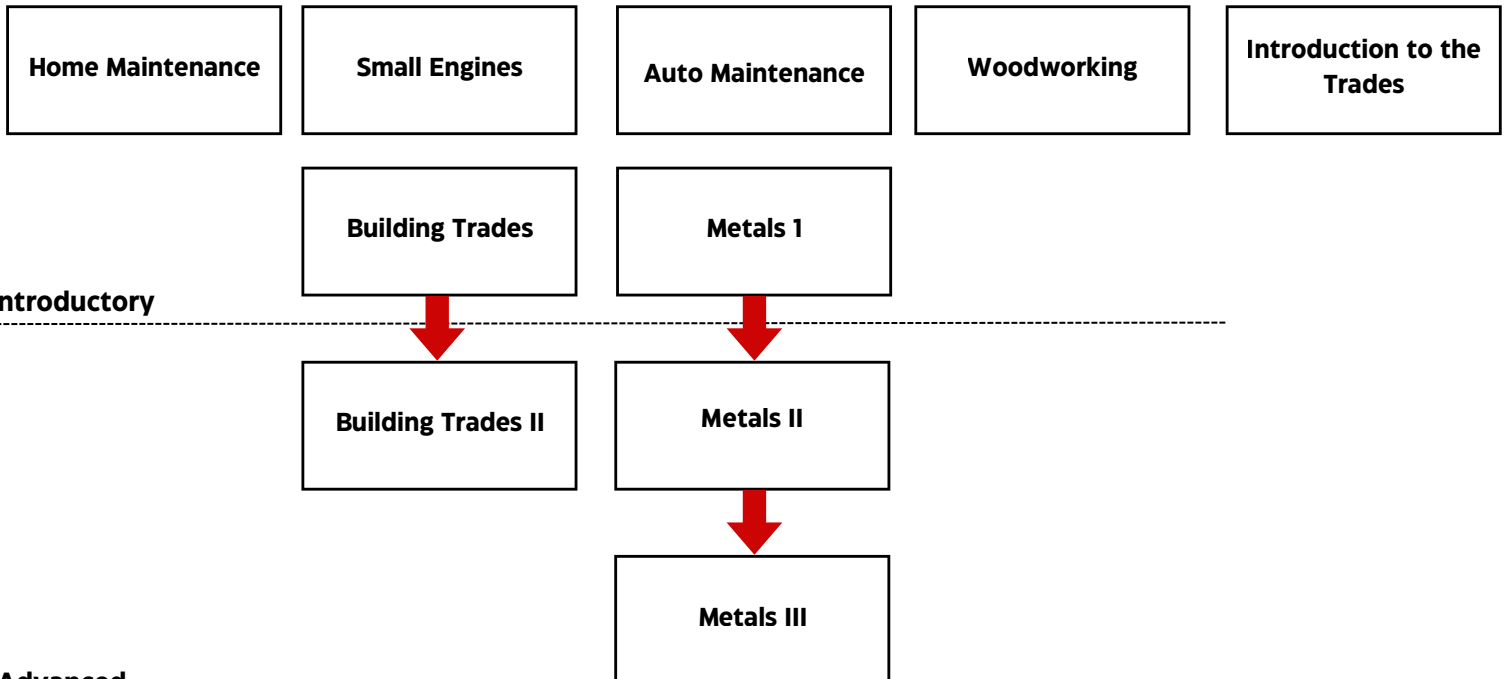 Home Maintenance
Small Engines
Auto Maintenance
Woodworking
Introduction to the
Trades
Building Trades
Metals 1
ntroductory
Building Trades II
Metals II
Metals III
Advanced